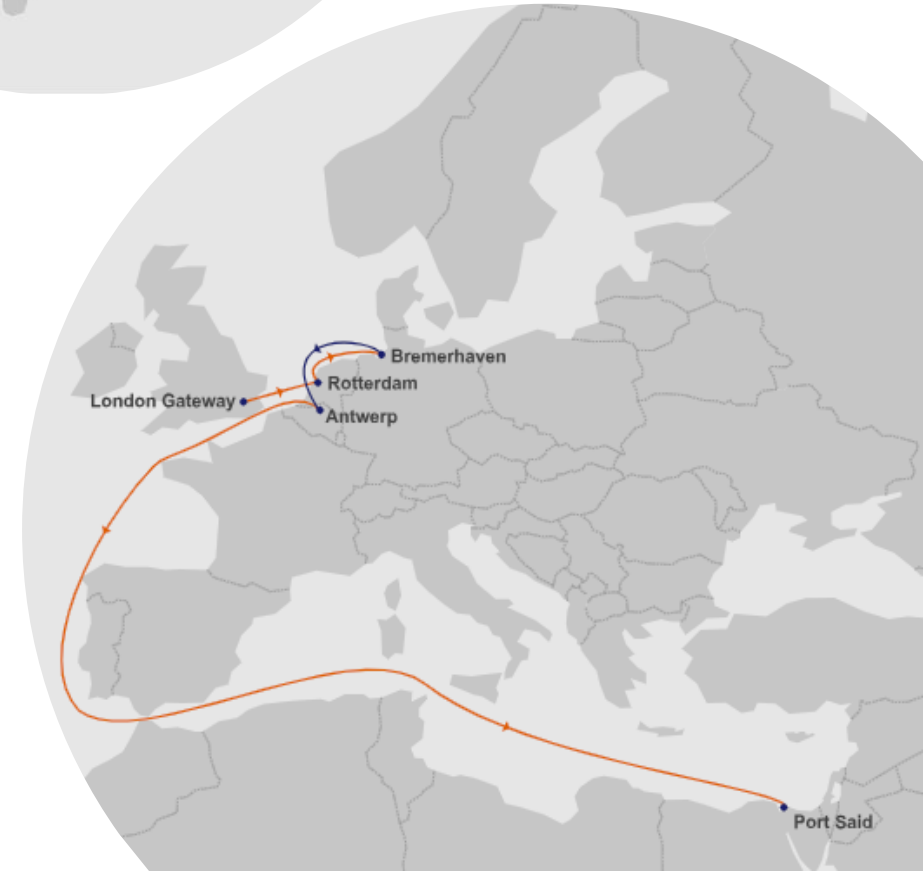 Bremerhaven
Rotterdam
London Gateway
Antwerp
Port Said